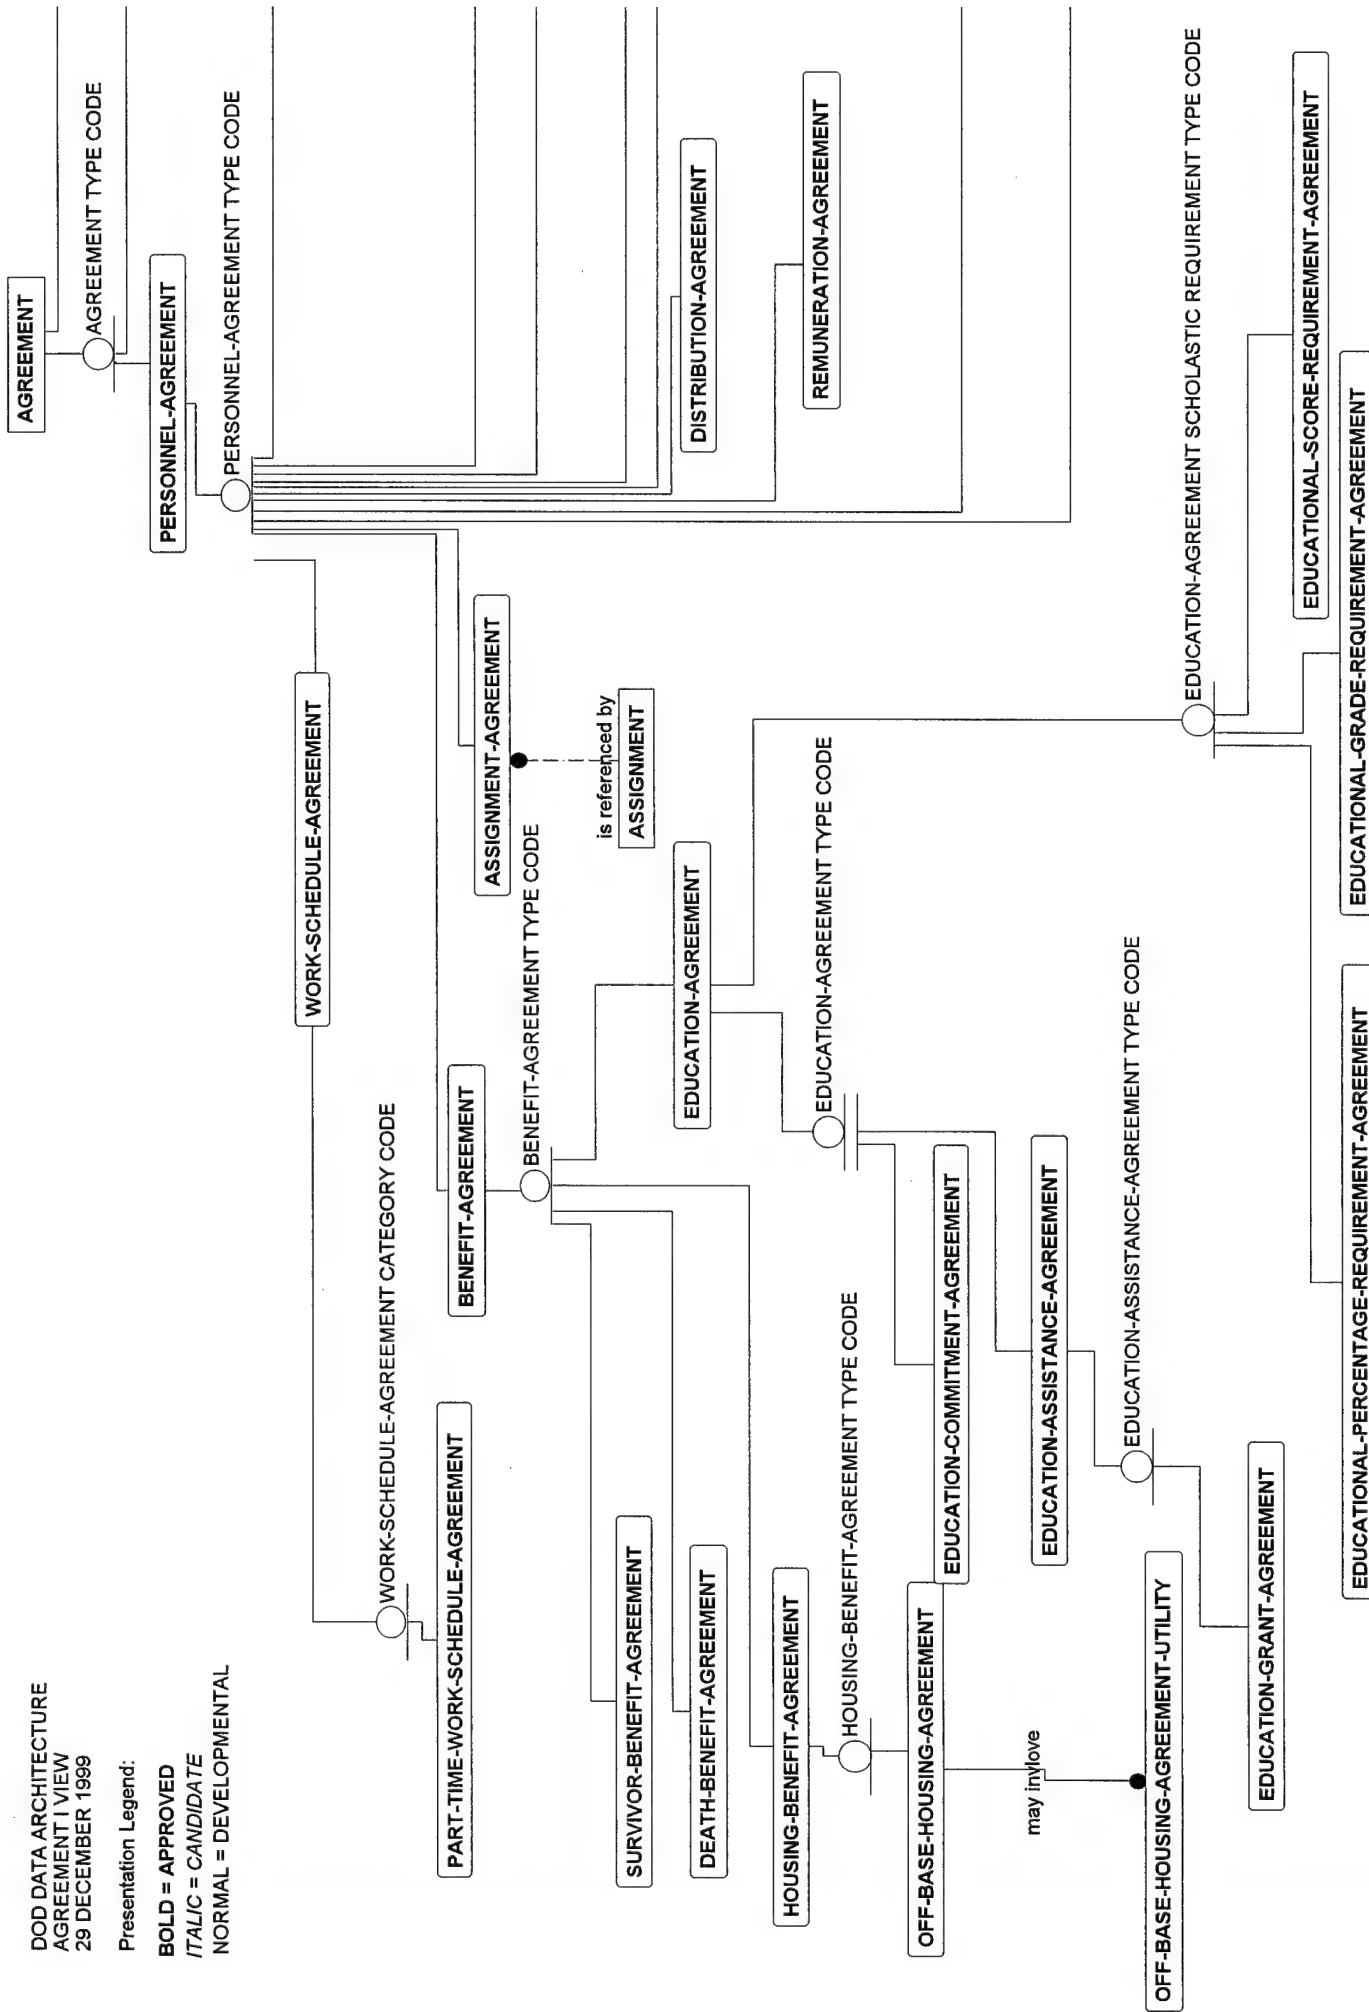 DOD DATA ARCHITECTURE
AGREEMENT I VIEW
29 DECEMBER 1999
Presentation Legend:
BOLD = APPROVED
ITALIC = CANDIDATE
NORMAL = DEVELOPMENTAL
AGREEMENT
AGREEMENT TYPE CODE
PERSONNEL-AGREEMENT
PERSONNEL-AGREEMENT TYPE CODE
WORK-SCHEDULE-AGREEMENT
WORK-SCHEDULE-AGREEMENT CATEGORY CODE
PART-TIME-WORK-SCHEDULE-AGREEMENT
BENEFIT-AGREEMENT
ASSIGNMENT-AGREEMENT
BENEFIT-AGREEMENT TYPE CODE
is referenced by
ASSIGNMENT
SURVIVOR-BENEFIT-AGREEMENT
DEATH-BENEFIT-AGREEMENT
EDUCATION-AGREEMENT
DISTRIBUTION-AGREEMENT
HOUSING-BENEFIT-AGREEMENT
REMUNERATION-AGREEMENT
EDUCATION-AGREEMENT TYPE CODE
HOUSING-BENEFIT-AGREEMENT TYPE CODE
OFF-BASE-HOUSING-AGREEMENT
EDUCATION-COMMITMENT-AGREEMENT
may invlove
EDUCATION-ASSISTANCE-AGREEMENT
EDUCATION-ASSISTANCE-AGREEMENT TYPE CODE
OFF-BASE-HOUSING-AGREEMENT-UTILITY
EDUCATION-AGREEMENT SCHOLASTIC REQUIREMENT TYPE CODE
EDUCATION-GRANT-AGREEMENT
EDUCATIONAL-SCORE-REQUIREMENT-AGREEMENT
EDUCATIONAL-PERCENTAGE-REQUIREMENT-AGREEMENT
EDUCATIONAL-GRADE-REQUIREMENT-AGREEMENT